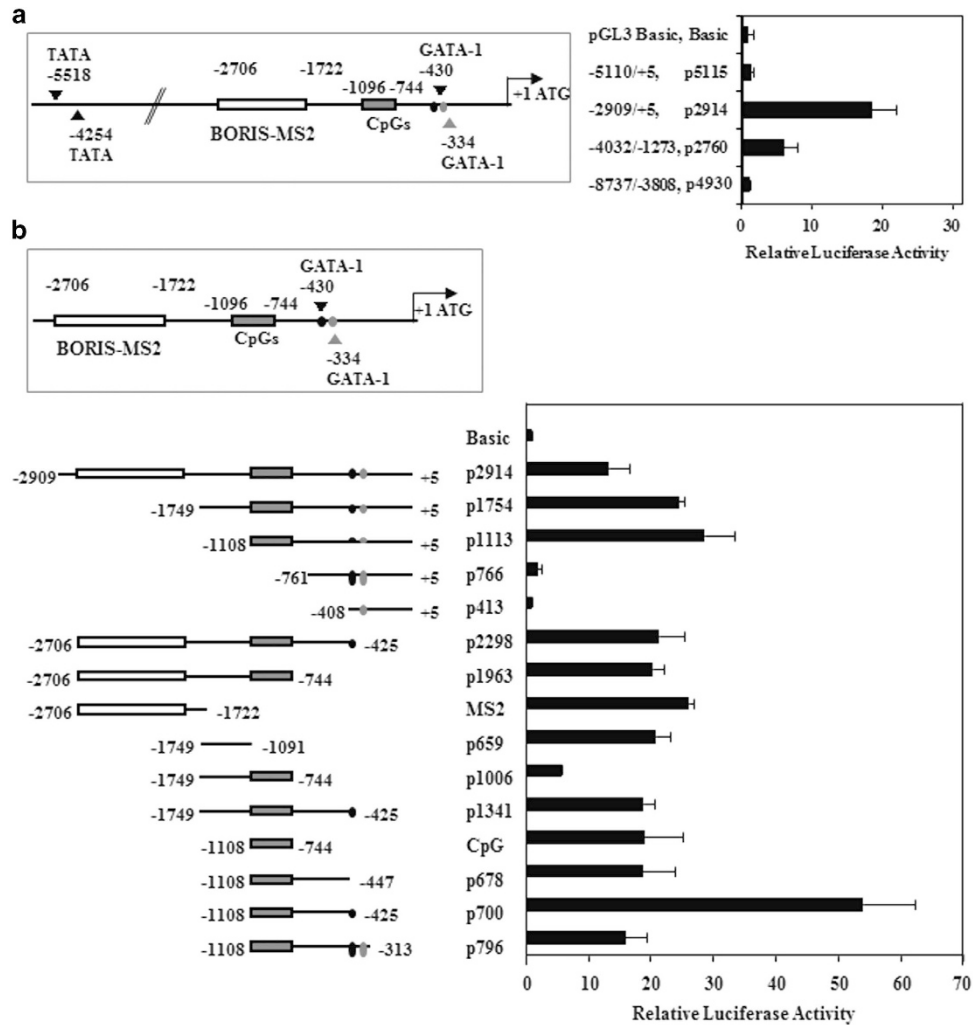 a
TATA
-5518
-4254
TATA
-2706
-1722
BORIS-MS2
-1096
-744
CpGs
GATA-1
-430
-334
GATA-1
+1 ATG
pGL3 Basic, Basic
-5110/+5, p5115
-2909/+5, p2914
-4032/-1273, p2760
-8737/-3808, p4930
0 10 20 30
Relative Luciferase Activity
b
-2706
-1722
BORIS-MS2
-1096
-744
CpGs
GATA-1
-430
-334
GATA-1
+1 ATG
Basic
-2909 +5 p2914
-1749 +5 p1754
-1108 +5 p1113
-761 +5 p766
-408 +5 p413
-2706 -425 p2298
-2706 -744 p1963
-2706 -1722 MS2
-1749 -1091 p659
-1749 -744 p1006
-1749 -425 p1341
-1108 -744 CpG
-1108 -447 p678
-1108 -425 p700
-1108 -313 p796
0 10 20 30 40 50 60 70
Relative Luciferase Activity